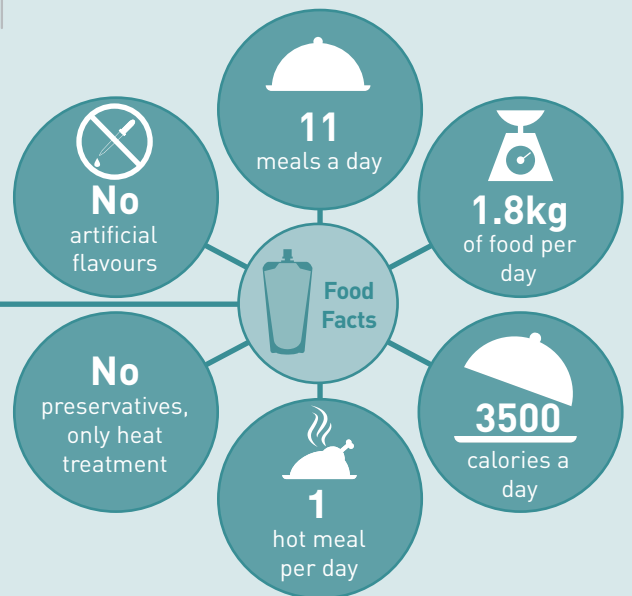 11
meals a day
No
artificial
flavours
1.8kg
of food per
day
Food
Facts
No
preservatives,
only heat
treatment
3500
calories a
day
1
hot meal
per day